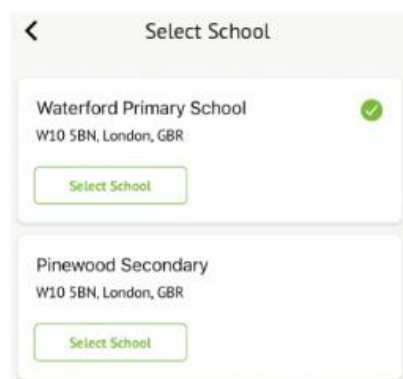 Select School
Waterford Primary School
W10 5BN, London, GBR
Select School
Pinewood Secondary
W10 5BN, London, GBR
Select School